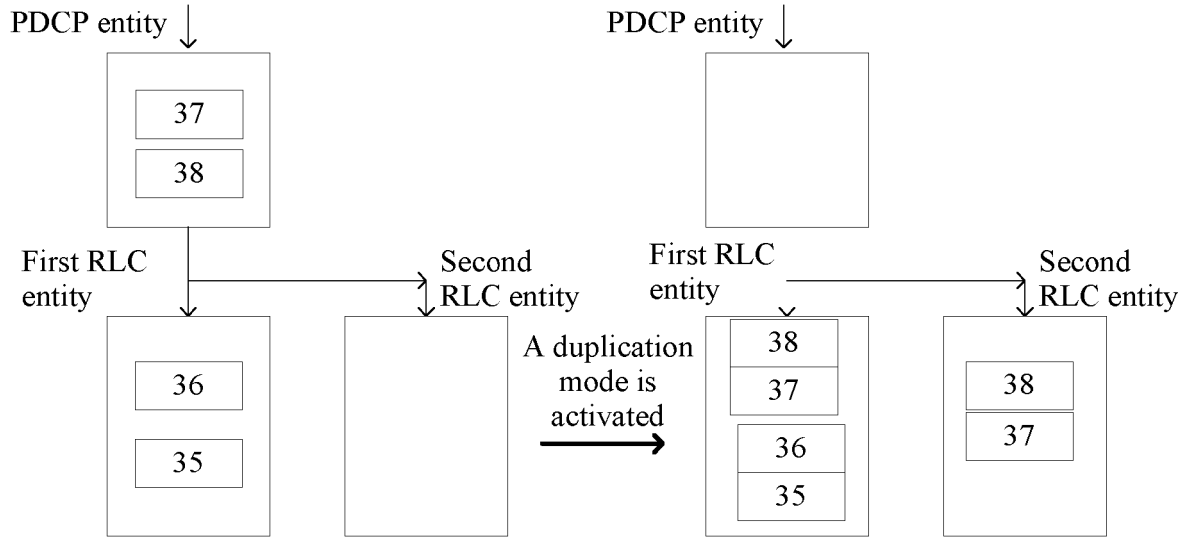 PDCP entity
37
38
First RLC
entity
Second
RLC entity
36
35
A duplication
mode is
activated
PDCP entity
First RLC
entity
Second
RLC entity
38
37
36
35
38
37